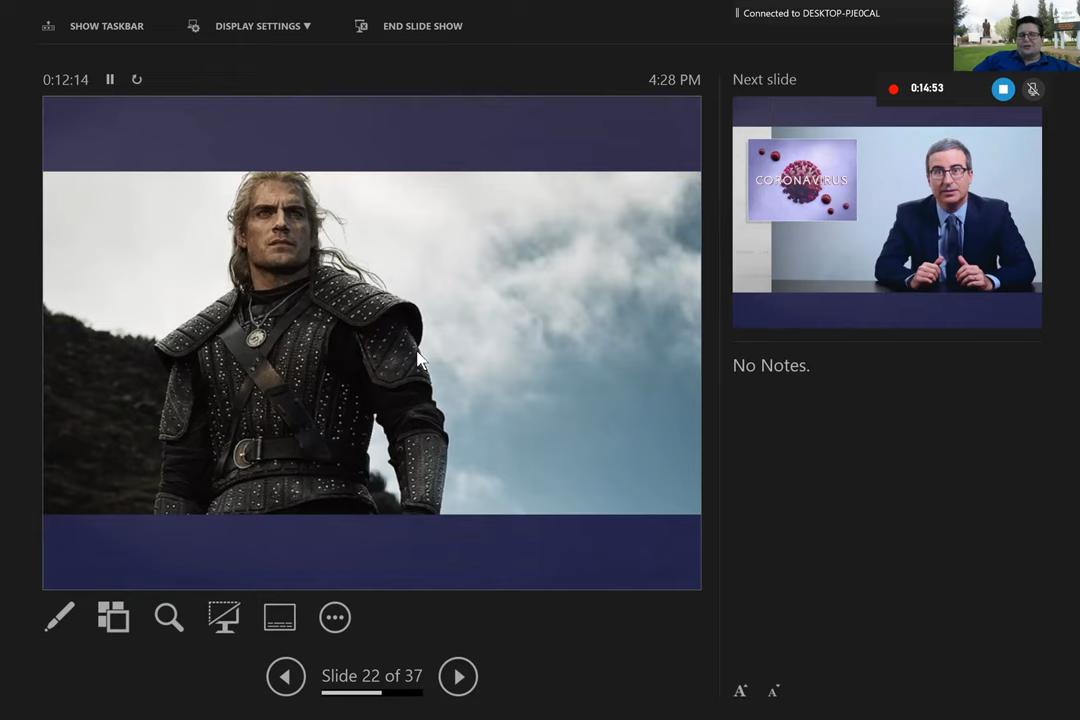 SHOW TASKBAR
DISPLAY SETTINGS ▼
END SLIDE SHOW
Connected to DESKTOP-PJE0CAL
0:12:14
4:28 PM
Next slide
0:14:53
CORONAVIRUS
No Notes.
Slide 22 of 37
A A